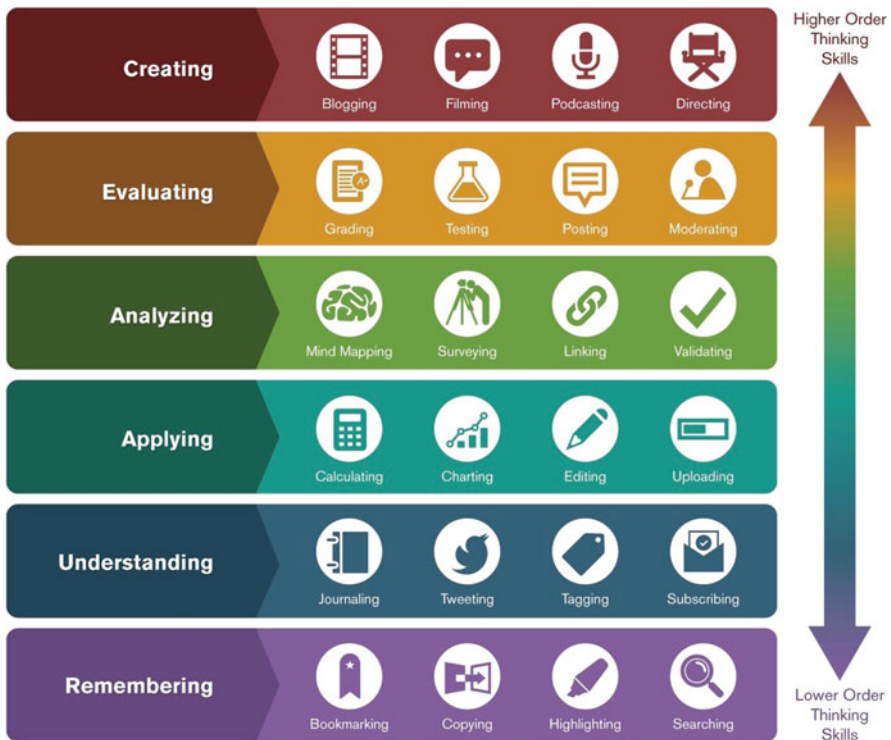 Higher Order
Thinking
Skills
Creating
Blogging Filming Podcasting Directing
Evaluating
A+
Grading Testing Posting Moderating
Analyzing
Mind Mapping Surveying Linking Validating
Applying
Calculating Charting Editing Uploading
Understanding
Journaling Tweeting Tagging Subscribing
Remembering
Bookmarking Copying Highlighting Searching
Lower Order
Thinking
Skills